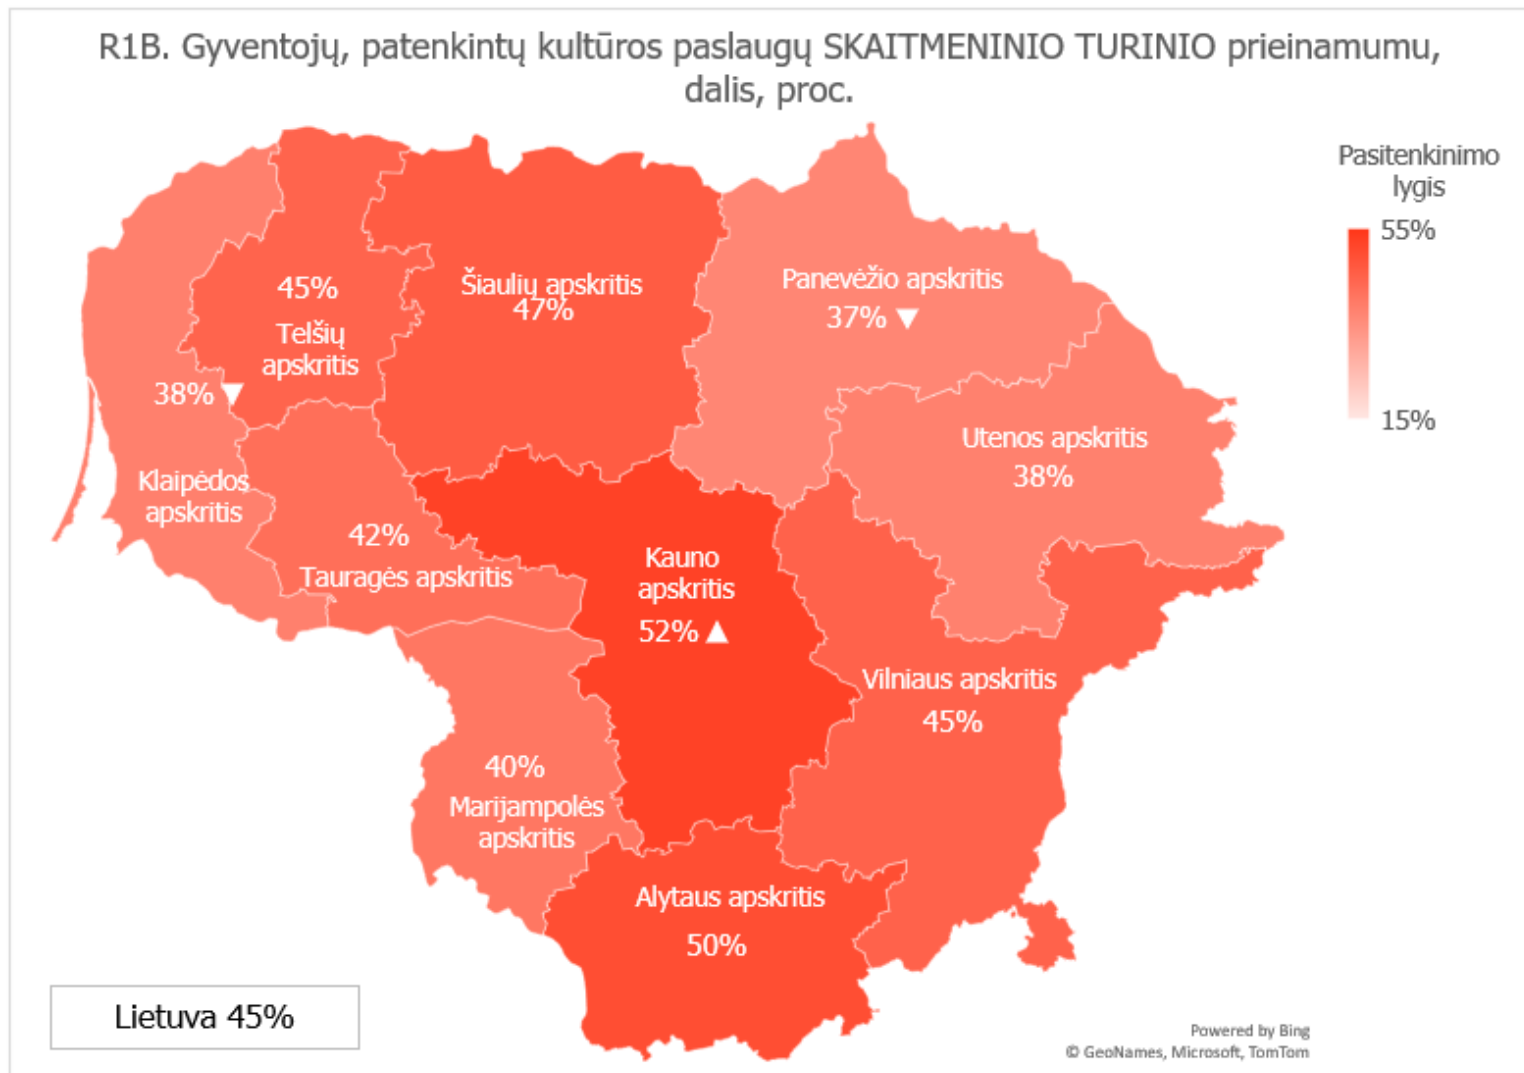 R1B. Gyventojų, patenkintų kultūros paslaugų SKAITMENINIO TURINIO prieinamumu,
dalis, proc.
Pasitenkinimo
lygis
55%
15%
45%
Telšių
apskritis
Šiaulių apskritis
47%
Panevėžio apskritis
37% ▼
38% ▼
Klaipėdos
apskritis
Utenos apskritis
38%
42%
Tauragės apskritis
Kauno
apskritis
52% ▲
Vilniaus apskritis
45%
40%
Marijampolės
apskritis
Alytaus apskritis
50%
Lietuva 45%
Powered by Bing
© GeoNames, Microsoft, TomTom